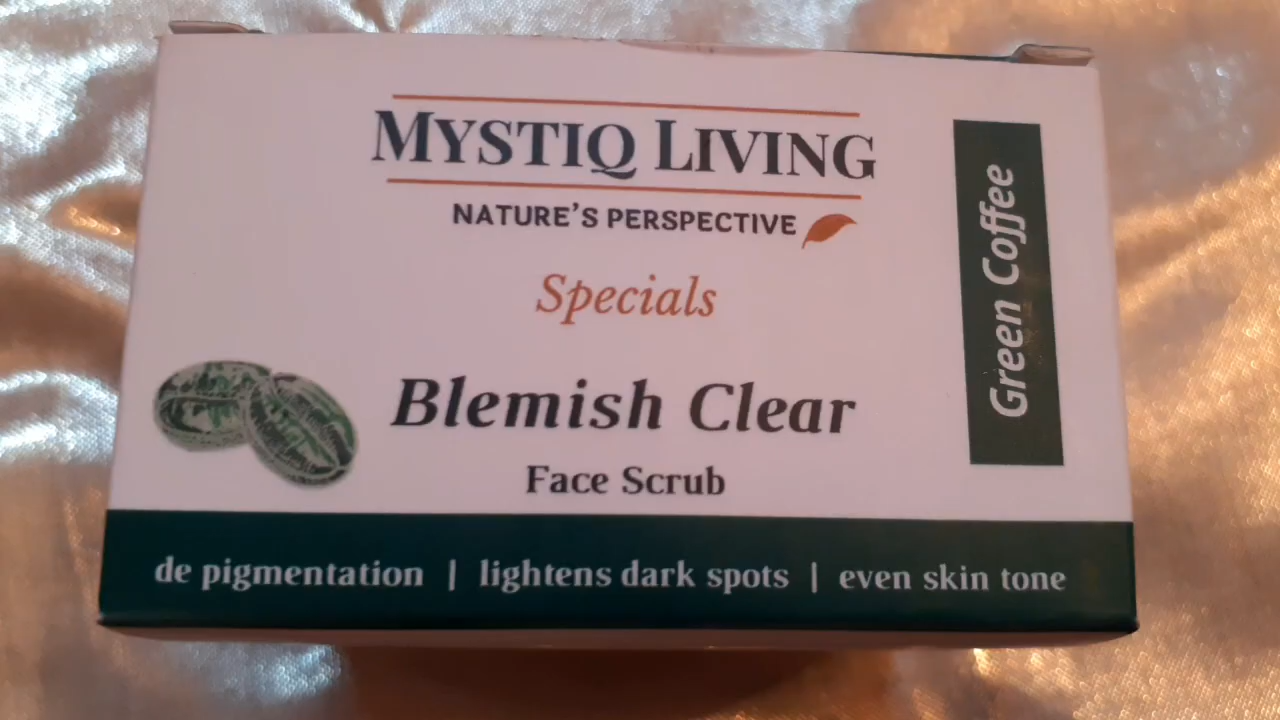 MYSTIQ LIVING
NATURE'S PERSPECTIVE
Specials
Blemish Clear
Face Scrub
Green Coffee
de pigmentation | lightens dark spots | even skin tone